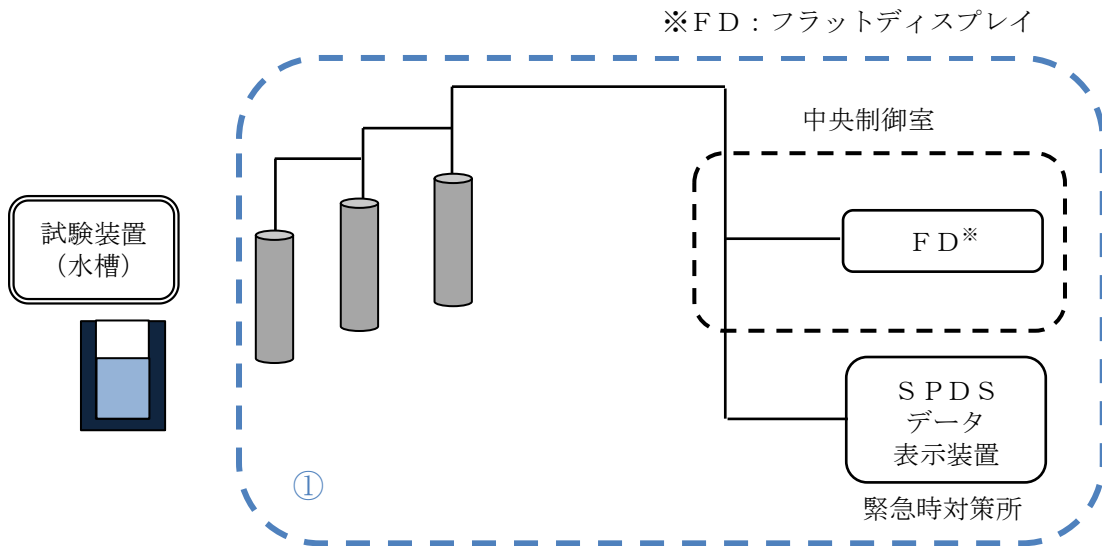 ※ＦＤ：フラットディスプレイ
中央制御室
試験装置
（水槽）
ＦＤ※
ＳＰＤＳ
データ
表示装置
①
緊急時対策所